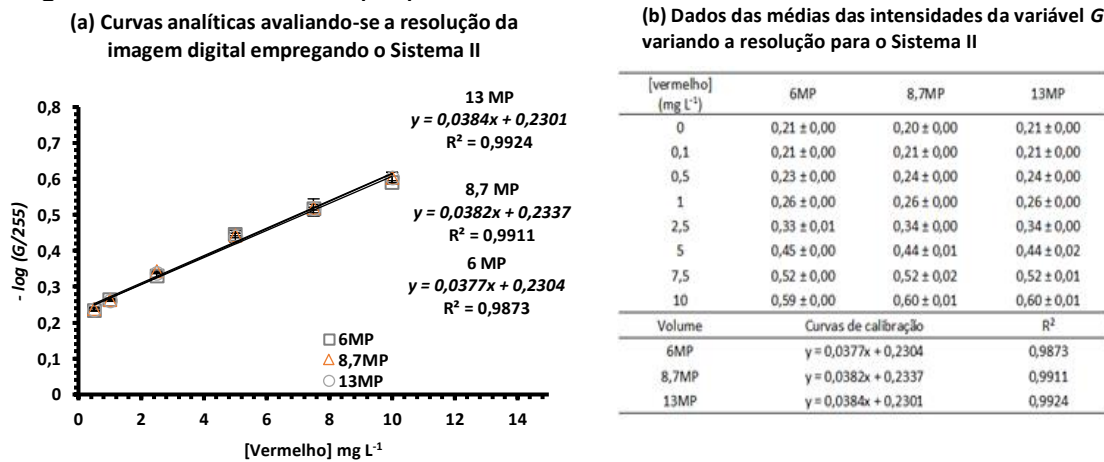 (a) Curvas analíticas avaliando-se a resolução da
imagem digital empregando o Sistema II
- log (G/255)
0,8
0,7
0,6
0,5
0,4
0,3
0,2
0,1
0
13 MP
y = 0,0384x + 0,2301
R² = 0,9924
8,7 MP
y = 0,0382x + 0,2337
R² = 0,9911
6 MP
y = 0,0377x + 0,2304
R² = 0,9873
6MP
8,7MP
13MP
0 2 4 6 8 10 12 14
[Vermelho] mg L⁻¹
(b) Dados das médias das intensidades da variável G
variando a resolução para o Sistema II
[vermelho] (mg L⁻¹) 6MP 8,7MP 13MP
0 0,21 ± 0,00 0,20 ± 0,00 0,21 ± 0,00
0,1 0,21 ± 0,00 0,21 ± 0,00 0,21 ± 0,00
0,5 0,23 ± 0,00 0,24 ± 0,00 0,24 ± 0,00
1 0,26 ± 0,00 0,26 ± 0,00 0,26 ± 0,00
2,5 0,33 ± 0,01 0,34 ± 0,00 0,34 ± 0,00
5 0,45 ± 0,00 0,44 ± 0,01 0,44 ± 0,02
7,5 0,52 ± 0,00 0,52 ± 0,02 0,52 ± 0,01
10 0,59 ± 0,00 0,60 ± 0,01 0,60 ± 0,01
Volume Curvas de calibração R²
6MP y = 0,0377x + 0,2304 0,9873
8,7MP y = 0,0382x + 0,2337 0,9911
13MP y = 0,0384x + 0,2301 0,9924